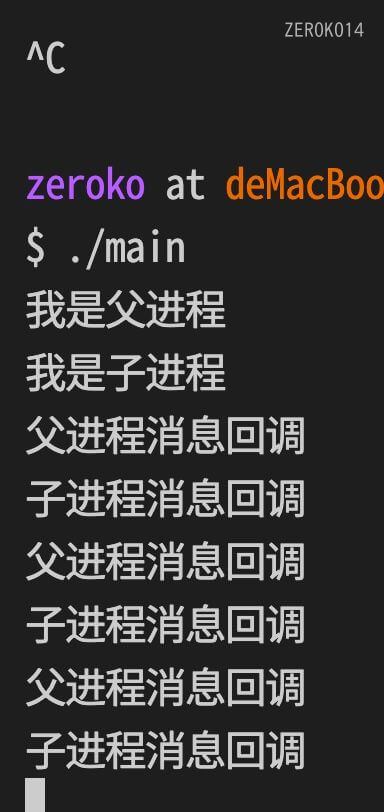 ZEROKO14
^C
zeroko at deMacBoo
$ ./main
我是父进程
我是子进程
父进程消息回调
子进程消息回调
父进程消息回调
子进程消息回调
父进程消息回调
子进程消息回调